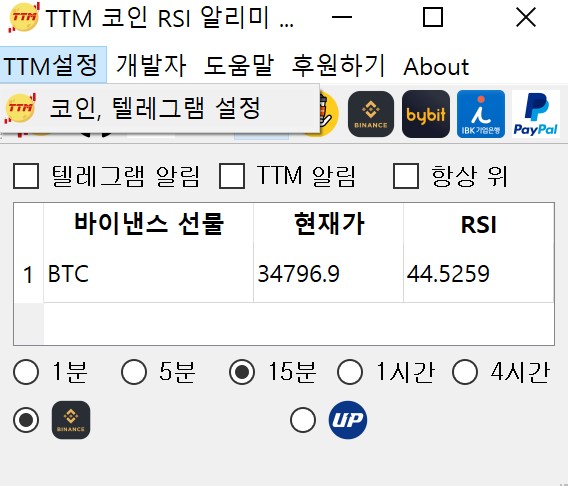 TTM 코인 RSI 알리미 ...
TTM설정 개발자 도움말 후원하기 About
TTM 코인, 텔레그램 설정
BINANCE bybit IBK기업은행 PayPal
텔레그램 알림 TTM 알림 항상 위
바이낸스 선물 현재가 RSI
1 BTC 34796.9 44.5259
1분 5분 15분 1시간 4시간
BINANCE UP